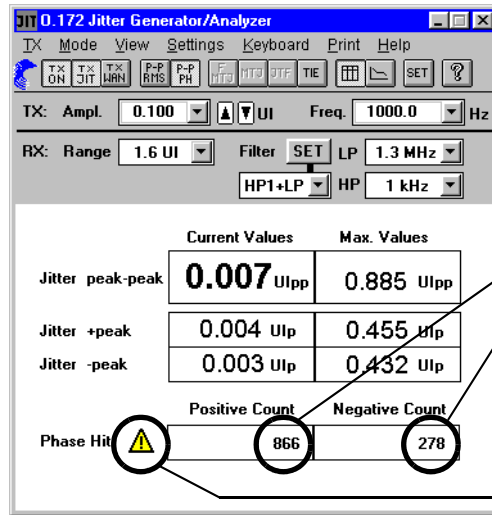 JIT O.172 Jitter Generator/Analyzer
TX Mode View Settings Keyboard Print Help
TX ON TX JIT TX WAN P-P RMS P-P PH F MTJ MTJ JTF TIE SET ?
TX: Ampl. 0.100 UI Freq. 1000.0 Hz
RX: Range 1.6 UI Filter SET LP 1.3 MHz
HP1+LP HP 1 kHz
Current Values Max. Values
Jitter peak-peak 0.007 UIpp 0.885 UIpp
Jitter +peak 0.004 UIp 0.455 UIp
Jitter -peak 0.003 UIp 0.432 UIp
Positive Count Negative Count
Phase Hit 866 278